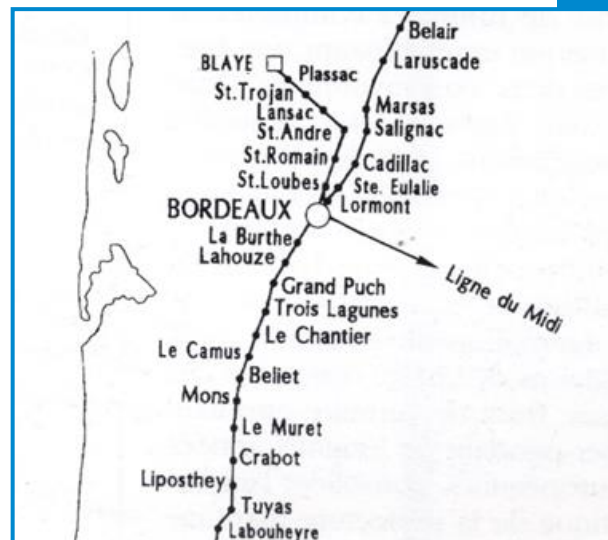 Belair
BLAYE
Plassac
Laruscade
St.Trojan
Lansac
Marsas
St.Andre
Salignac
St.Romain
Cadillac
St.Loubes
Ste. Eulalie
Lormont
BORDEAUX
La Burthe
Lahouze
Ligne du Midi
Grand Puch
Trois Lagunes
Le Chantier
Le Camus
Beliet
Mons
Le Muret
Crabot
Liposthey
Tuyas
Labouheyre